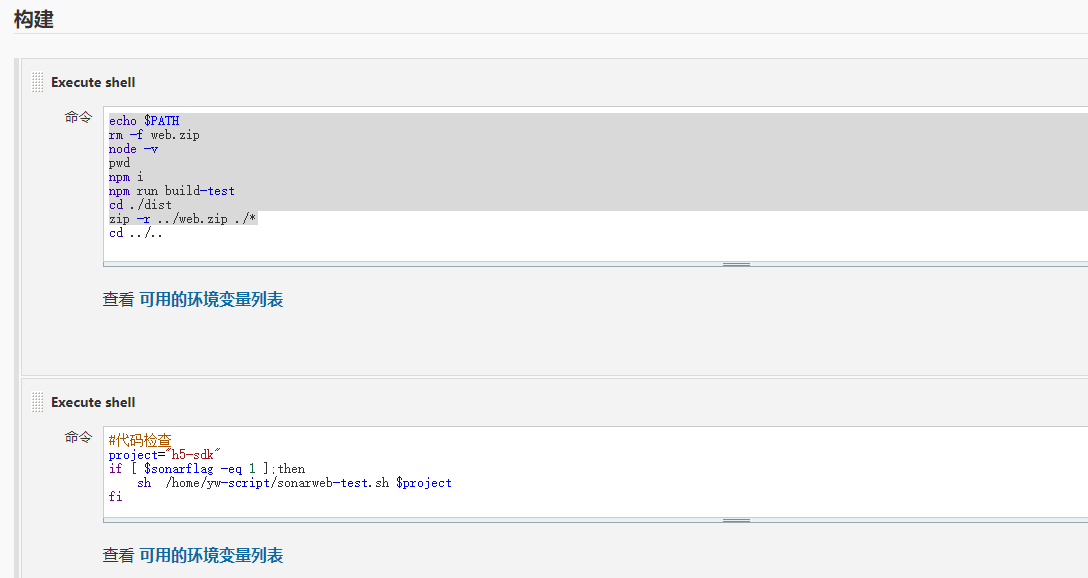 构建
Execute shell
命令
echo $PATH
rm -f web.zip
node -v
pwd
npm i
npm run build-test
cd ./dist
zip -r ../web.zip ./*
cd ../..
查看 可用的环境变量列表
Execute shell
命令
#代码检查
project="h5-sdk"
if [ $sonarflag -eq 1 ];then
    sh  /home/yw-script/sonarweb-test.sh $project
fi
查看 可用的环境变量列表